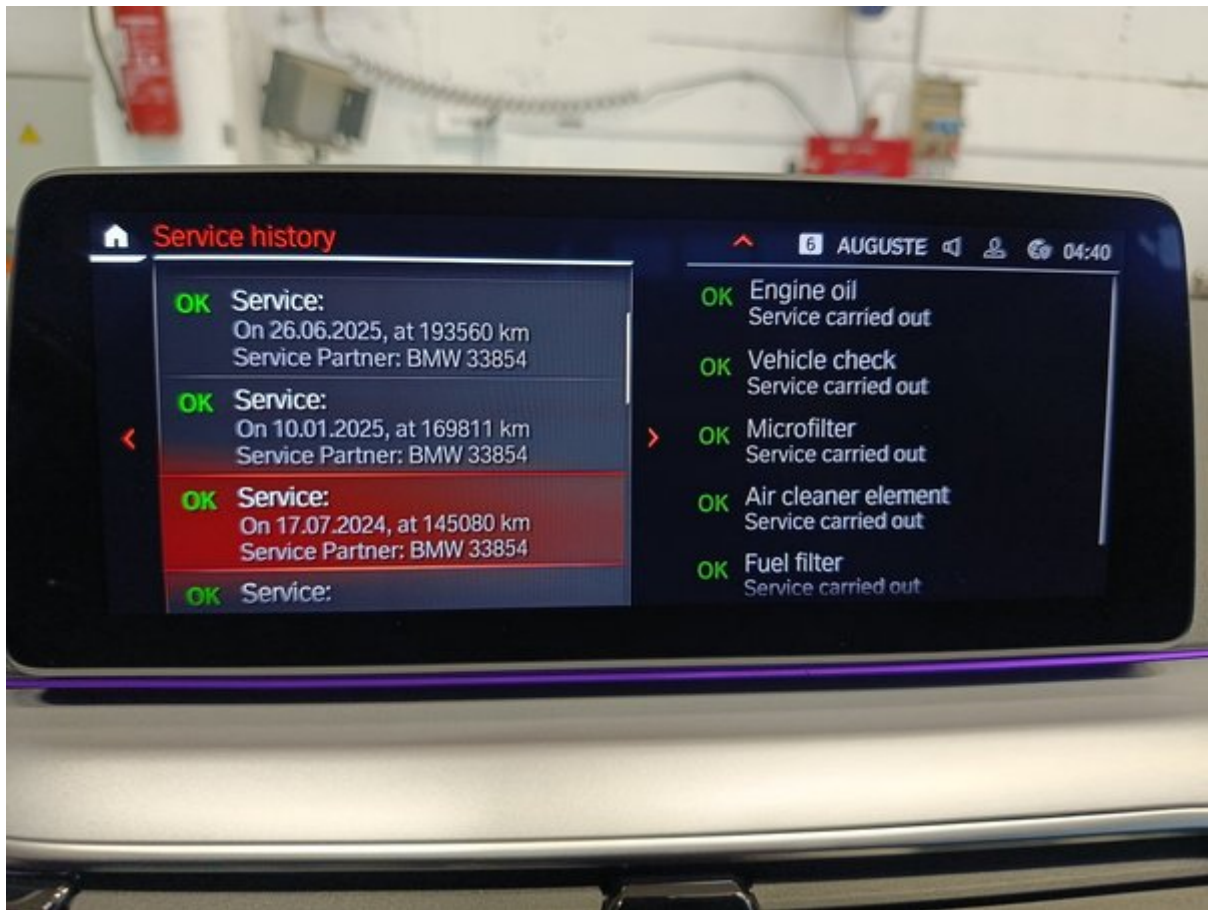 Service history
6 AUGUSTE 04:40
OK Service:
On 26.06.2025, at 193560 km
Service Partner: BMW 33854
OK Service:
On 10.01.2025, at 169811 km
Service Partner: BMW 33854
OK Service:
On 17.07.2024, at 145080 km
Service Partner: BMW 33854
OK Service:
OK Engine oil
Service carried out
OK Vehicle check
Service carried out
OK Microfilter
Service carried out
OK Air cleaner element
Service carried out
OK Fuel filter
Service carried out